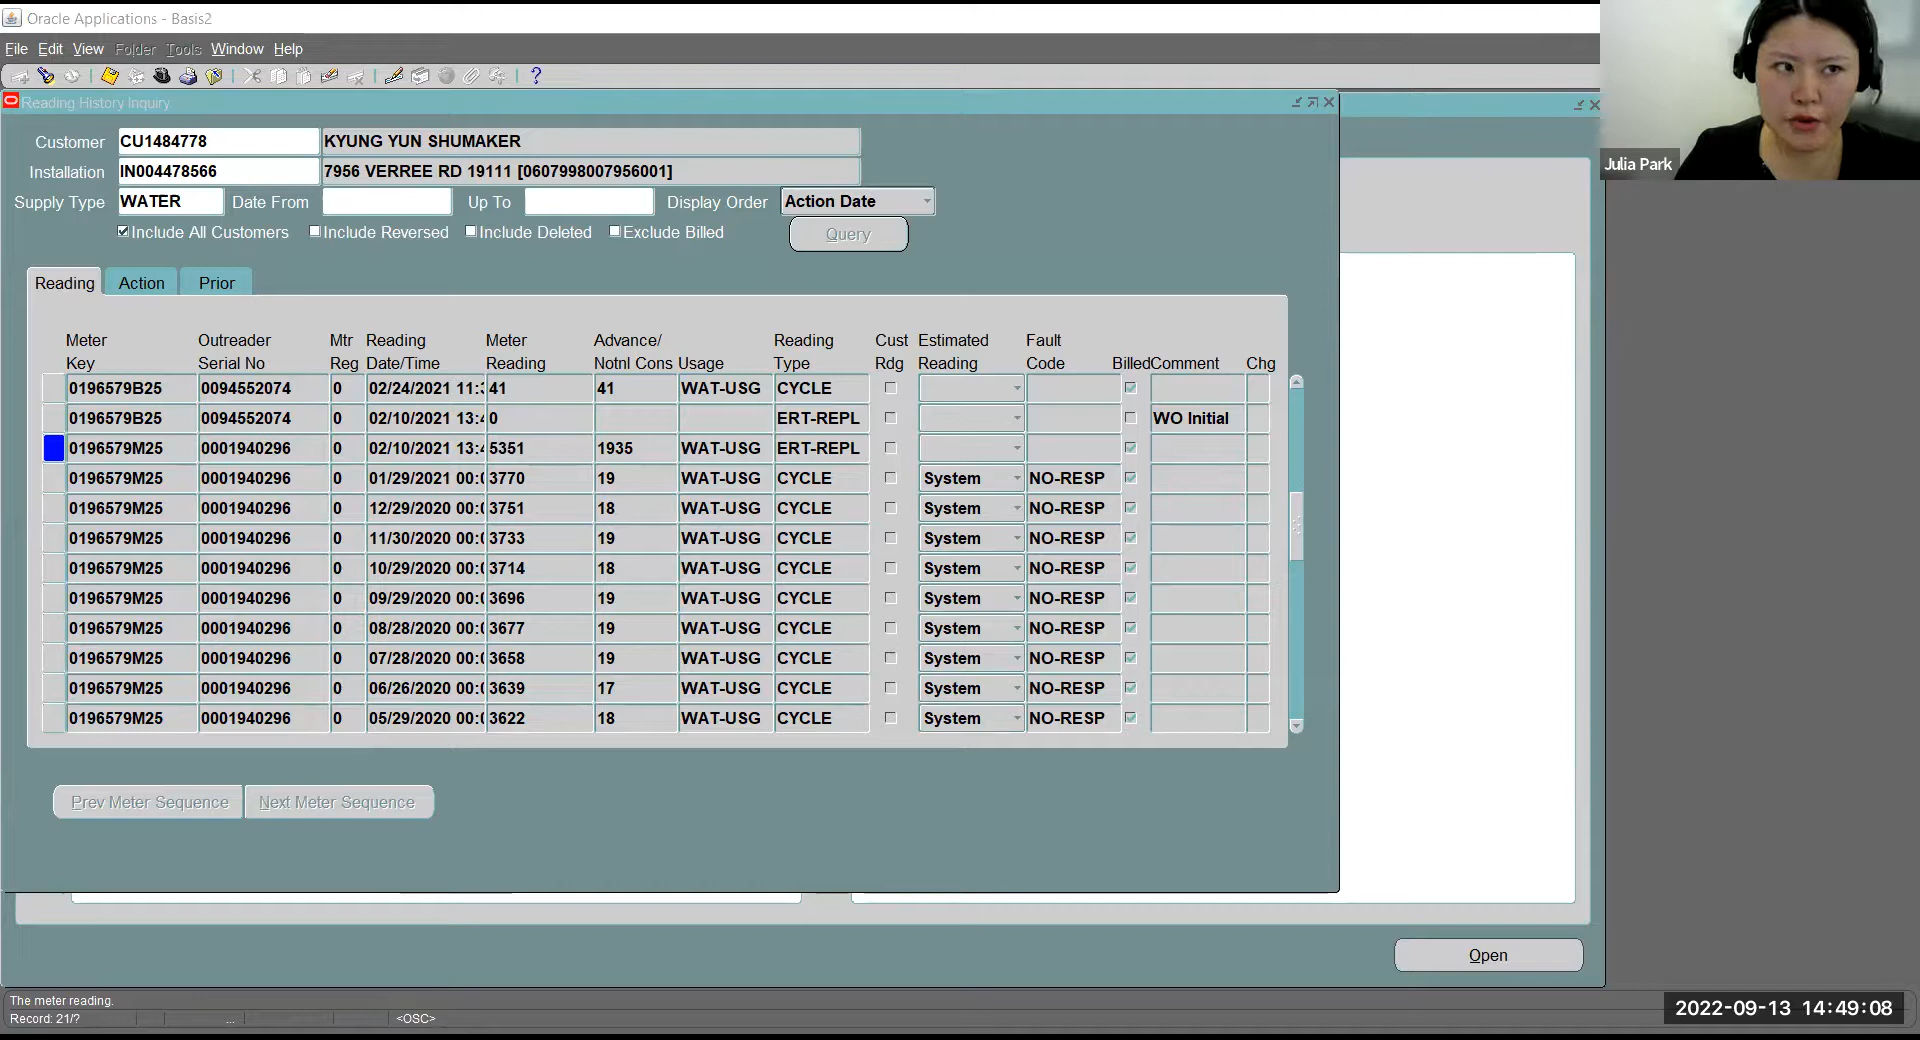 Oracle Applications - Basis2
File Edit View Folder Tools Window Help
Reading History Inquiry
Customer CU1484778 KYUNG YUN SHUMAKER
Installation IN004478566 7956 VERREE RD 19111 [0607998007956001]
Supply Type WATER Date From Up To Display Order Action Date
Include All Customers Include Reversed Include Deleted Exclude Billed Query
Reading Action Prior
Meter Outreader Mtr Reading Meter Advance/ Reading Cust Estimated Fault
Key Serial No Reg Date/Time Reading Notnl Cons Usage Type Rdg Reading Code Billed Comment Chg
0196579B25 0094552074 0 02/24/2021 11:3 41 41 WAT-USG CYCLE
0196579B25 0094552074 0 02/10/2021 13:4 0 ERT-REPL WO Initial
0196579M25 0001940296 0 02/10/2021 13:4 5351 1935 WAT-USG ERT-REPL
0196579M25 0001940296 0 01/29/2021 00:0 3770 19 WAT-USG CYCLE System NO-RESP
0196579M25 0001940296 0 12/29/2020 00:0 3751 18 WAT-USG CYCLE System NO-RESP
0196579M25 0001940296 0 11/30/2020 00:0 3733 19 WAT-USG CYCLE System NO-RESP
0196579M25 0001940296 0 10/29/2020 00:0 3714 18 WAT-USG CYCLE System NO-RESP
0196579M25 0001940296 0 09/29/2020 00:0 3696 19 WAT-USG CYCLE System NO-RESP
0196579M25 0001940296 0 08/28/2020 00:0 3677 19 WAT-USG CYCLE System NO-RESP
0196579M25 0001940296 0 07/28/2020 00:0 3658 19 WAT-USG CYCLE System NO-RESP
0196579M25 0001940296 0 06/26/2020 00:0 3639 17 WAT-USG CYCLE System NO-RESP
0196579M25 0001940296 0 05/29/2020 00:0 3622 18 WAT-USG CYCLE System NO-RESP
Prev Meter Sequence Next Meter Sequence
Open
The meter reading.
Record: 21/? ... <OSC>
Julia Park
2022-09-13 14:49:08